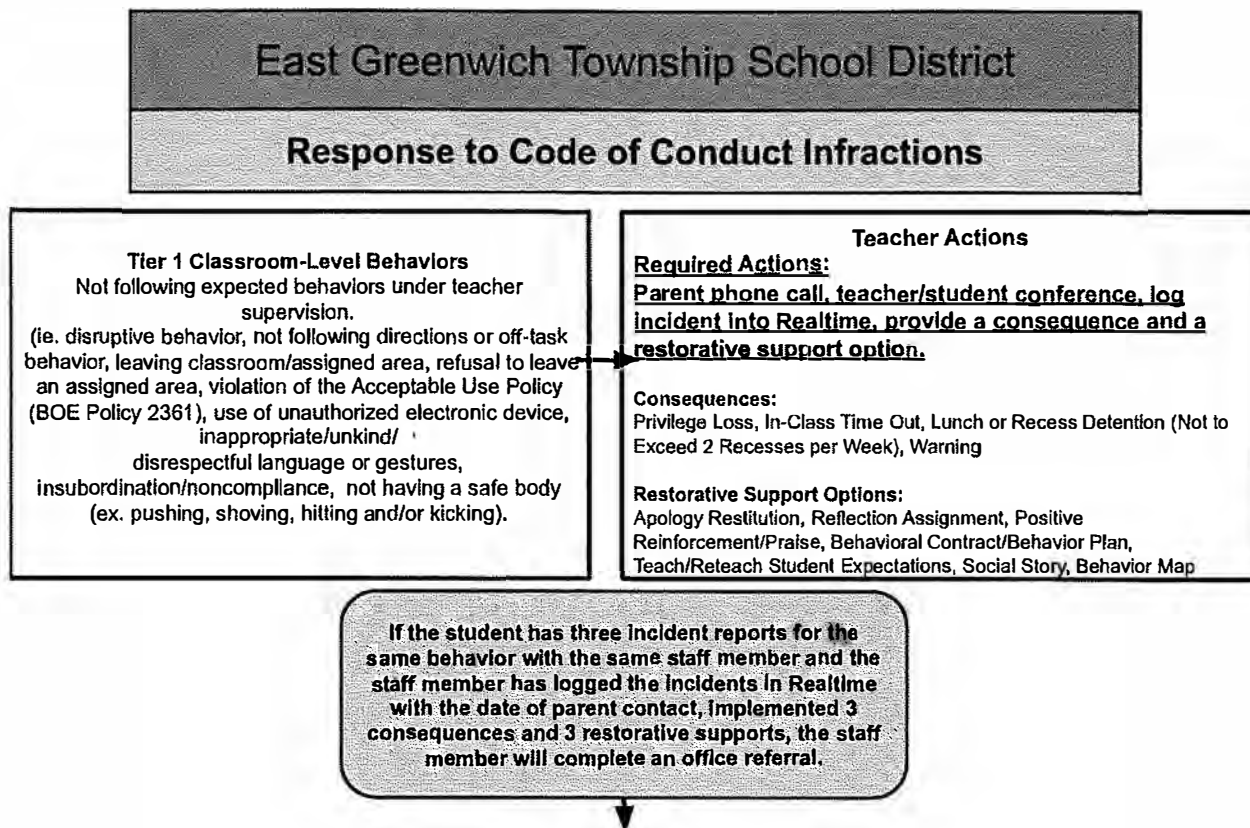 East Greenwich Township School District
Response to Code of Conduct Infractions
Tier 1 Classroom-Level Behaviors
Not following expected behaviors under teacher
supervision.
(ie. disruptive behavior, not following directions or off-task
behavior, leaving classroom/assigned area, refusal to leave
an assigned area, violation of the Acceptable Use Policy
(BOE Policy 2361), use of unauthorized electronic device,
inappropriate/unkind/
disrespectful language or gestures,
insubordination/noncompliance, not having a safe body
(ex. pushing, shoving, hitting and/or kicking).
Teacher Actions
Required Actions:
Parent phone call, teacher/student conference, log
incident into Realtime, provide a consequence and a
restorative support option.
Consequences:
Privilege Loss, In-Class Time Out, Lunch or Recess Detention (Not to
Exceed 2 Recesses per Week), Warning
Restorative Support Options:
Apology Restitution, Reflection Assignment, Positive
Reinforcement/Praise, Behavioral Contract/Behavior Plan,
Teach/Reteach Student Expectations, Social Story, Behavior Map
If the student has three incident reports for the
same behavior with the same staff member and the
staff member has logged the incidents in Realtime
with the date of parent contact, implemented 3
consequences and 3 restorative supports, the staff
member will complete an office referral.